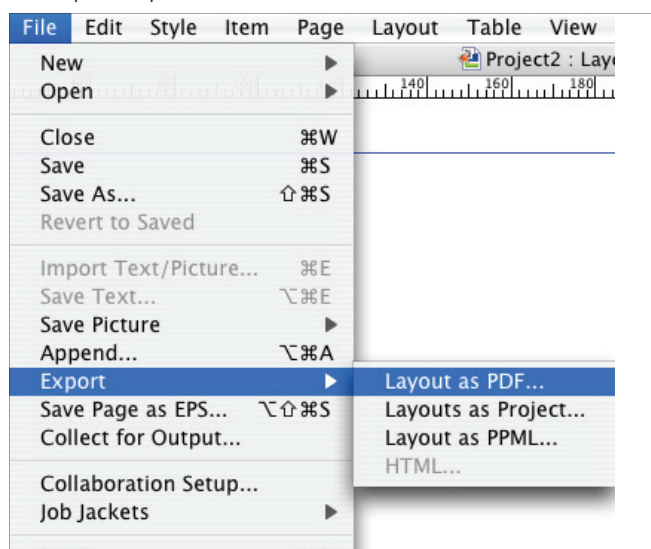 File Edit Style Item Page Layout Table View
Project2 : Lay
New
Open
140 160 180
Close ⌘W
Save ⌘S
Save As... ⇧⌘S
Revert to Saved
Import Text/Picture... ⌘E
Save Text... ⌥⌘E
Save Picture
Append... ⌥⌘A
Export
Layout as PDF...
Save Page as EPS... ⌥⇧⌘S
Layouts as Project...
Collect for Output...
Layout as PPML...
HTML...
Collaboration Setup...
Job Jackets